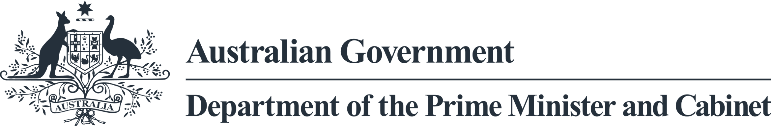 Australian Government
Department of the Prime Minister and Cabinet
AUSTRALIA